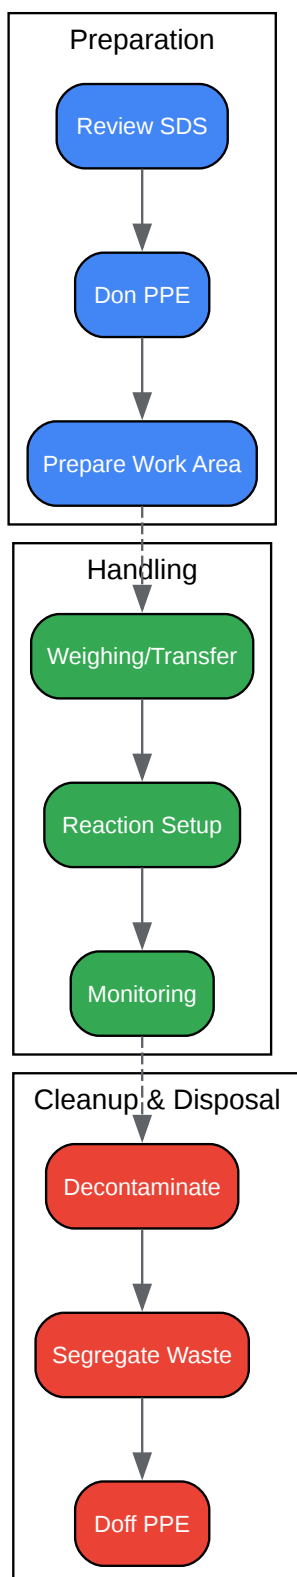 Preparation
Review SDS
Don PPE
Prepare Work Area
Handling
Weighing/Transfer
Reaction Setup
Monitoring
Cleanup & Disposal
Decontaminate
Segregate Waste
Doff PPE